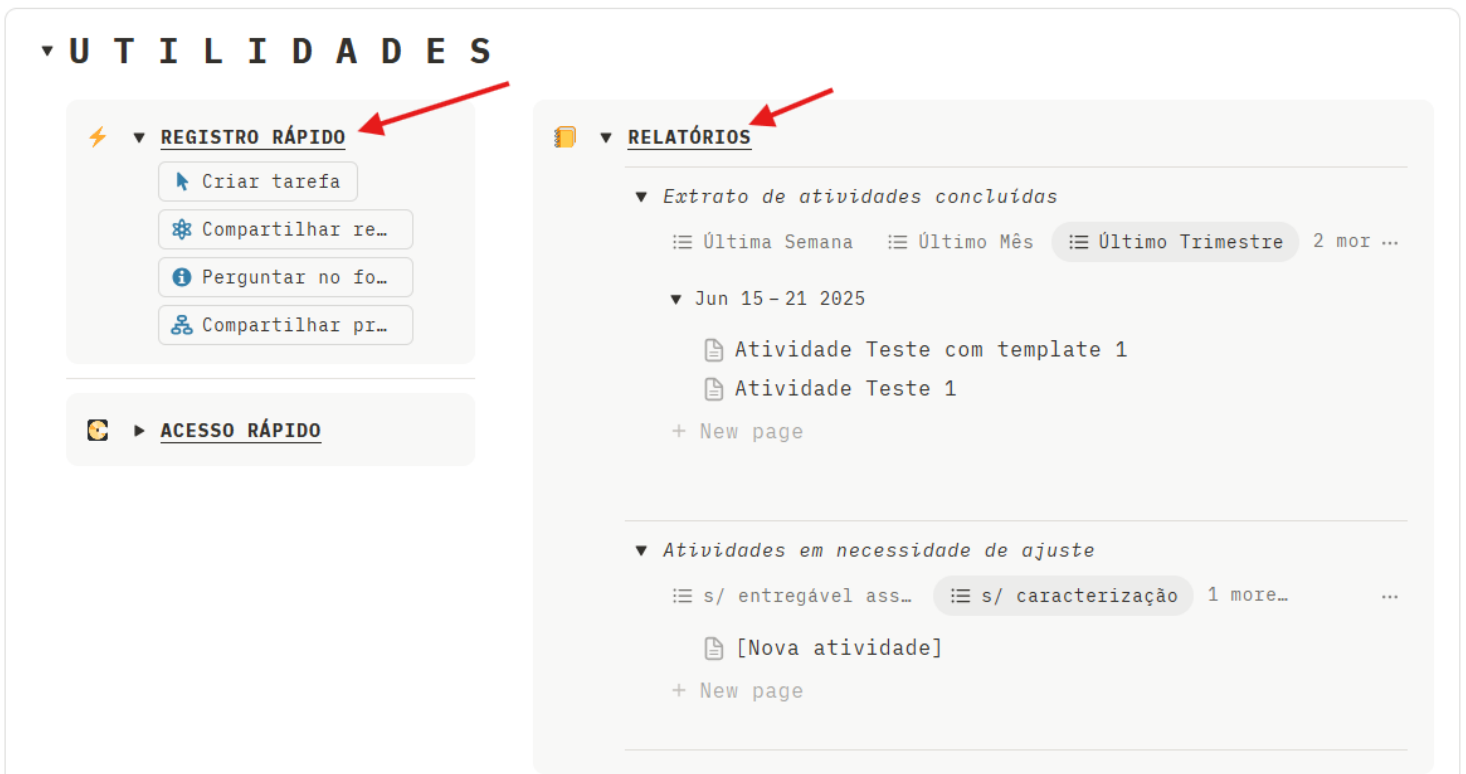 U T I L I D A D E S
REGISTRO RÁPIDO
Criar tarefa
Compartilhar re…
Perguntar no fo…
Compartilhar pr…
ACESSO RÁPIDO
RELATÓRIOS
Extrato de atividades concluídas
Última Semana Último Mês Último Trimestre 2 mor ...
Jun 15 – 21 2025
Atividade Teste com template 1
Atividade Teste 1
+ New page
Atividades em necessidade de ajuste
s/ entregável ass… s/ caracterização 1 more… ...
[Nova atividade]
+ New page